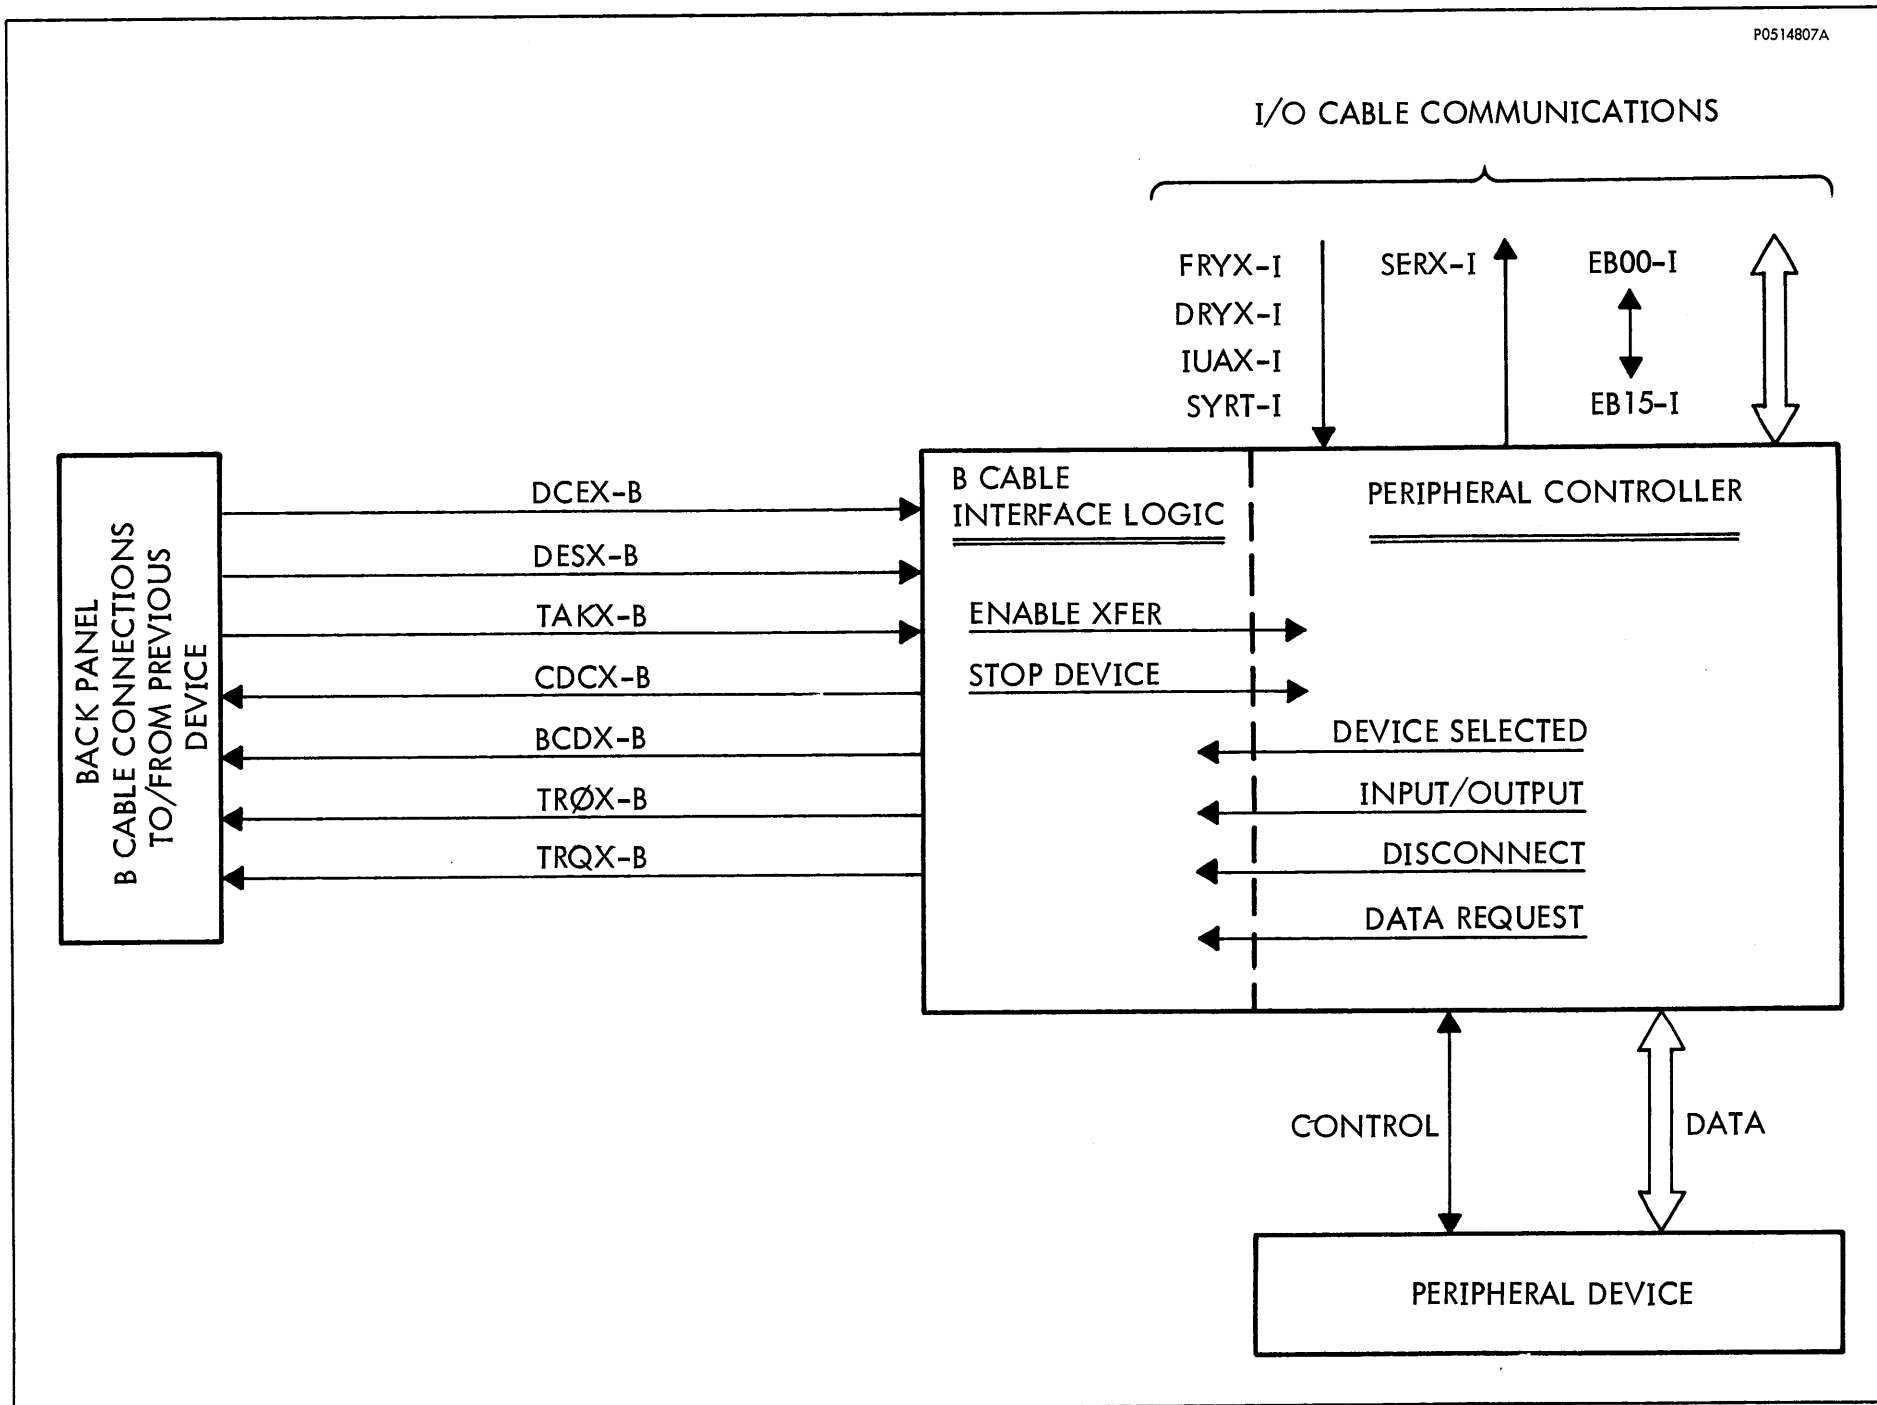 P0514807A
I/O CABLE COMMUNICATIONS
FRYX-I
DRYX-I
IUAX-I
SYRT-I
SERX-I
EB00-I
EB15-I
BACK PANEL
B CABLE CONNECTIONS
TO/FROM PREVIOUS
DEVICE
DCEX-B
DESX-B
TAKX-B
CDCX-B
BCDX-B
TRØX-B
TRQX-B
B CABLE
INTERFACE LOGIC
PERIPHERAL CONTROLLER
ENABLE XFER
STOP DEVICE
DEVICE SELECTED
INPUT/OUTPUT
DISCONNECT
DATA REQUEST
CONTROL
DATA
PERIPHERAL DEVICE